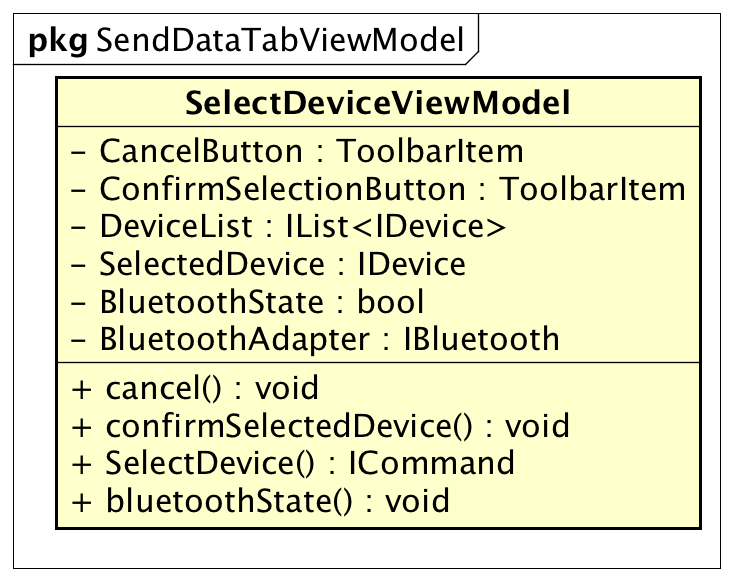 pkg SendDataTabViewModel
SelectDeviceViewModel
- CancelButton : ToolbarItem
- ConfirmSelectionButton : ToolbarItem
- DeviceList : IList<IDevice>
- SelectedDevice : IDevice
- BluetoothState : bool
- BluetoothAdapter : IBluetooth
+ cancel() : void
+ confirmSelectedDevice() : void
+ SelectDevice() : ICommand
+ bluetoothState() : void